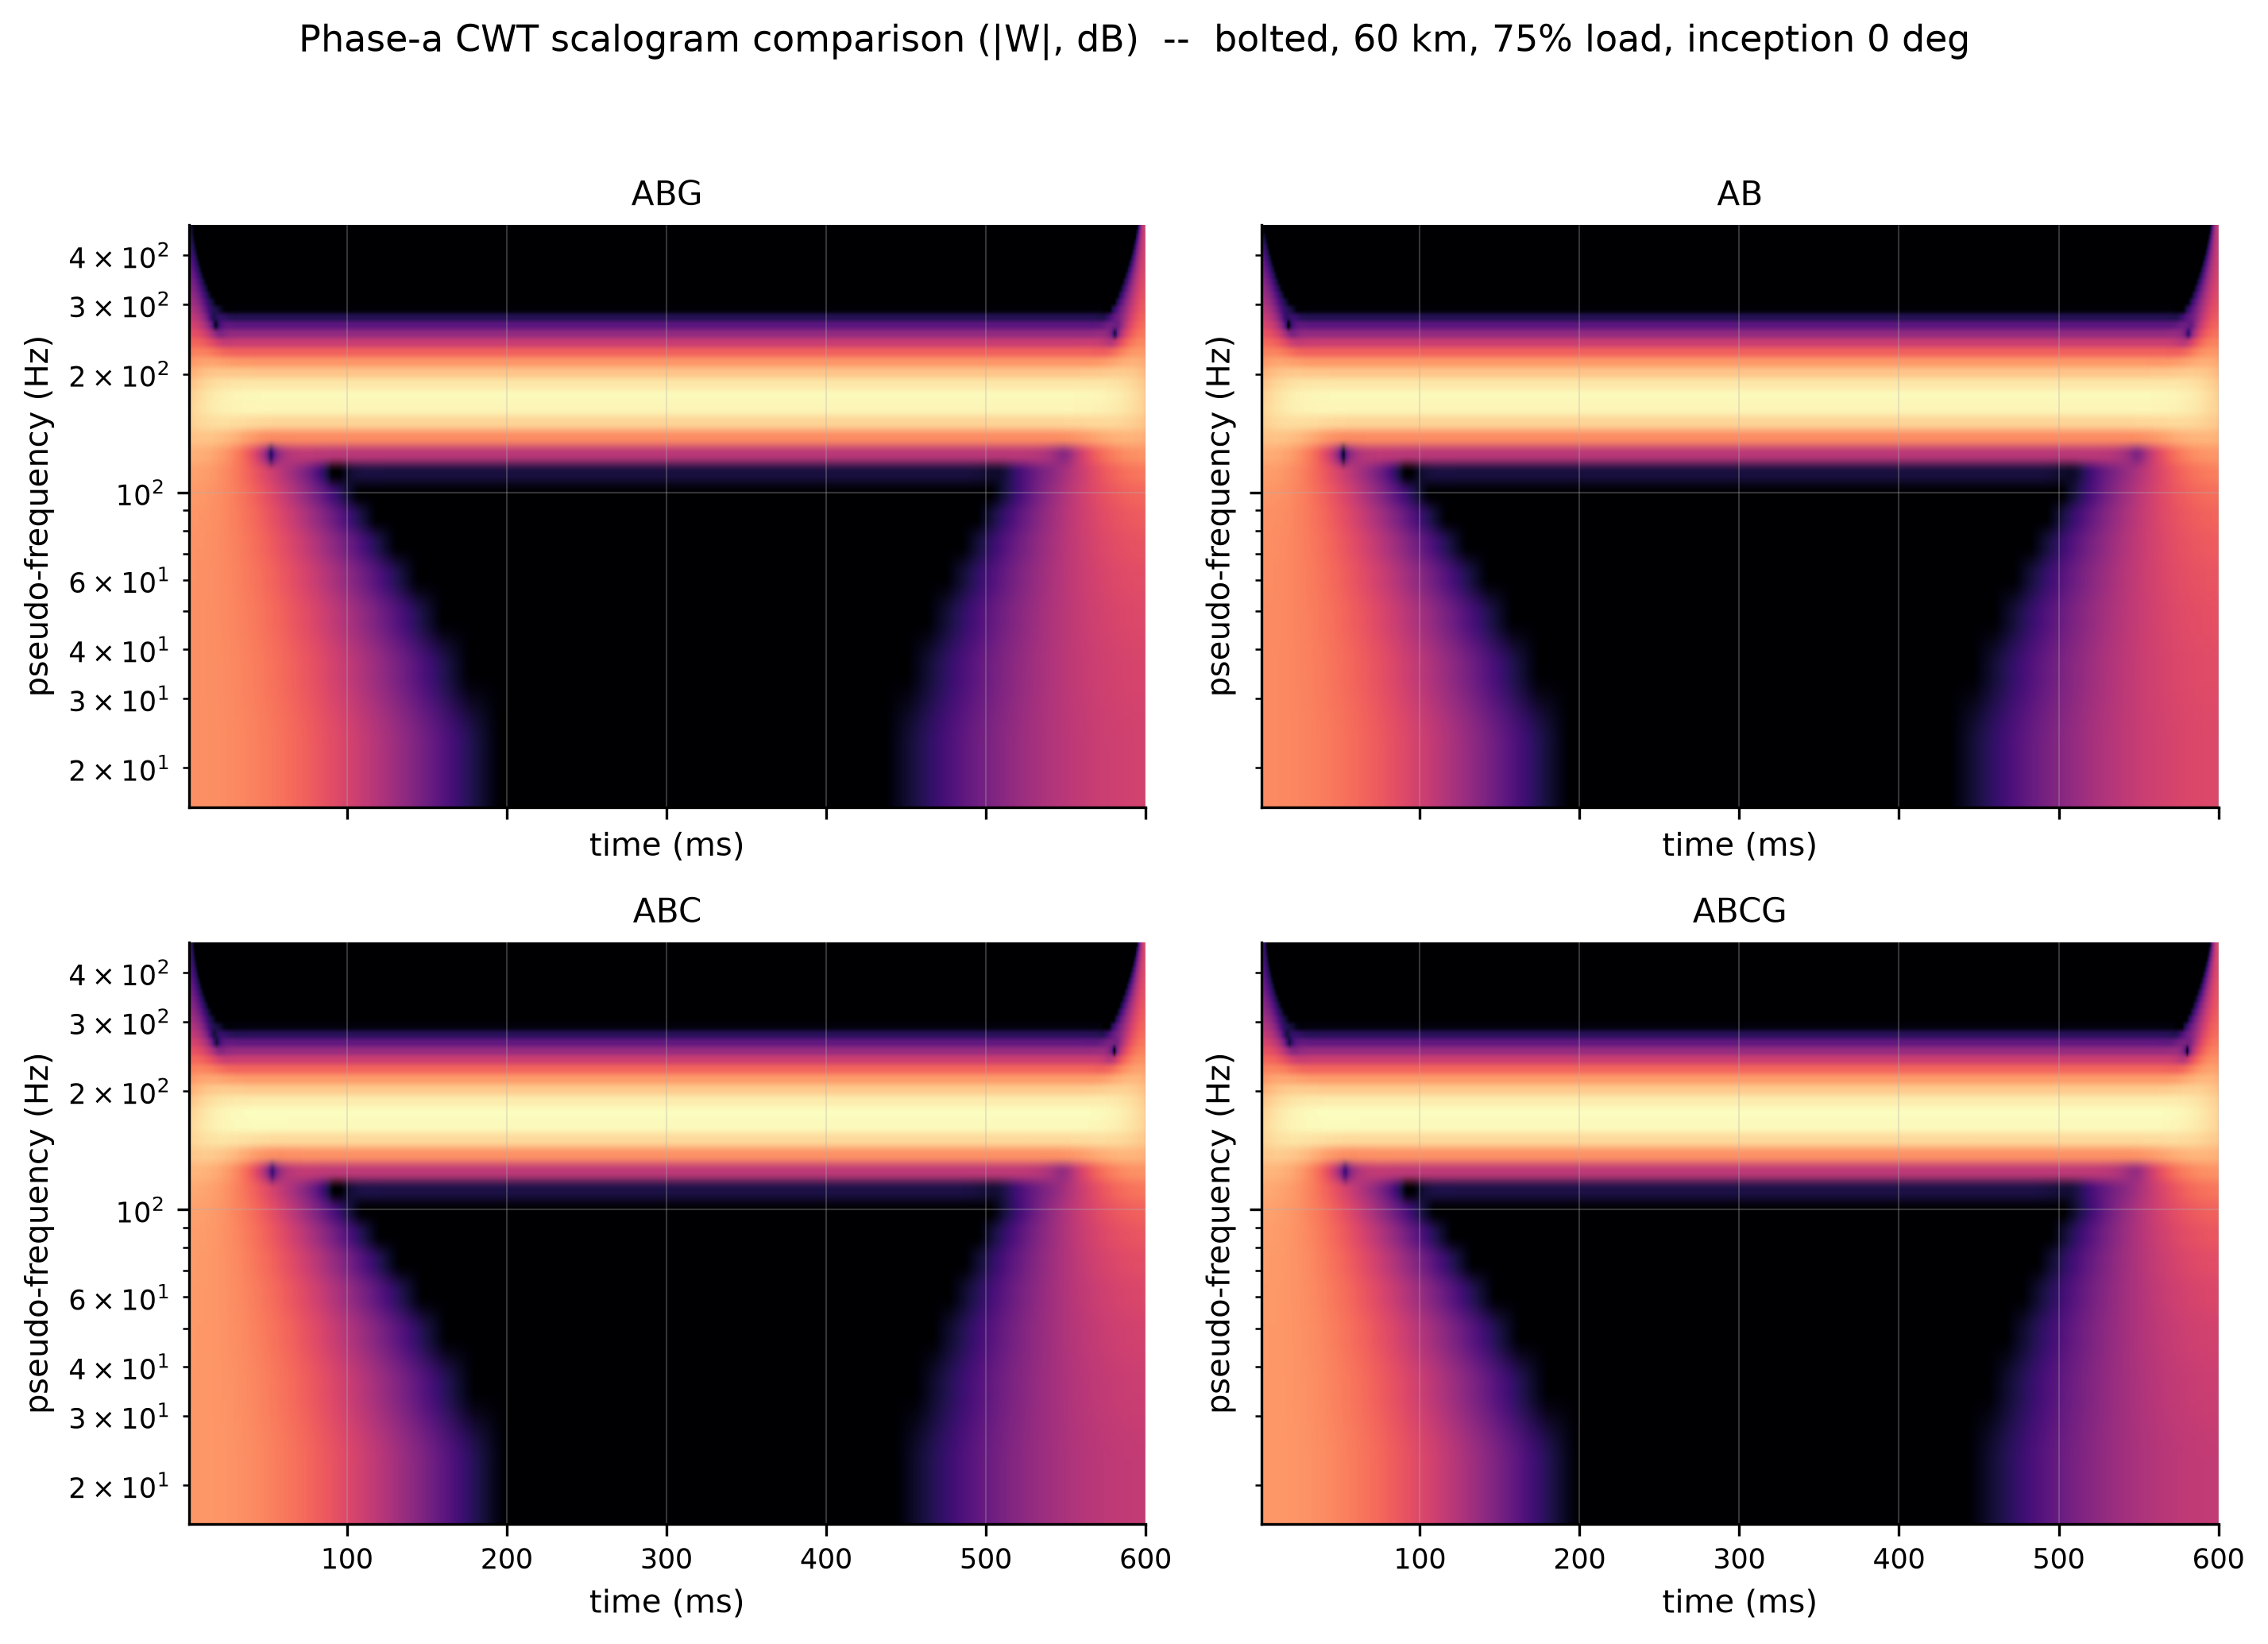 Phase-a CWT scalogram comparison (|W|, dB) -- bolted, 60 km, 75% load, inception 0 deg
ABG
pseudo-frequency (Hz)
4 × 10²
3 × 10²
2 × 10²
10²
6 × 10¹
4 × 10¹
3 × 10¹
2 × 10¹
time (ms)
AB
pseudo-frequency (Hz)
time (ms)
ABC
pseudo-frequency (Hz)
4 × 10²
3 × 10²
2 × 10²
10²
6 × 10¹
4 × 10¹
3 × 10¹
2 × 10¹
100 200 300 400 500 600
time (ms)
ABCG
pseudo-frequency (Hz)
100 200 300 400 500 600
time (ms)